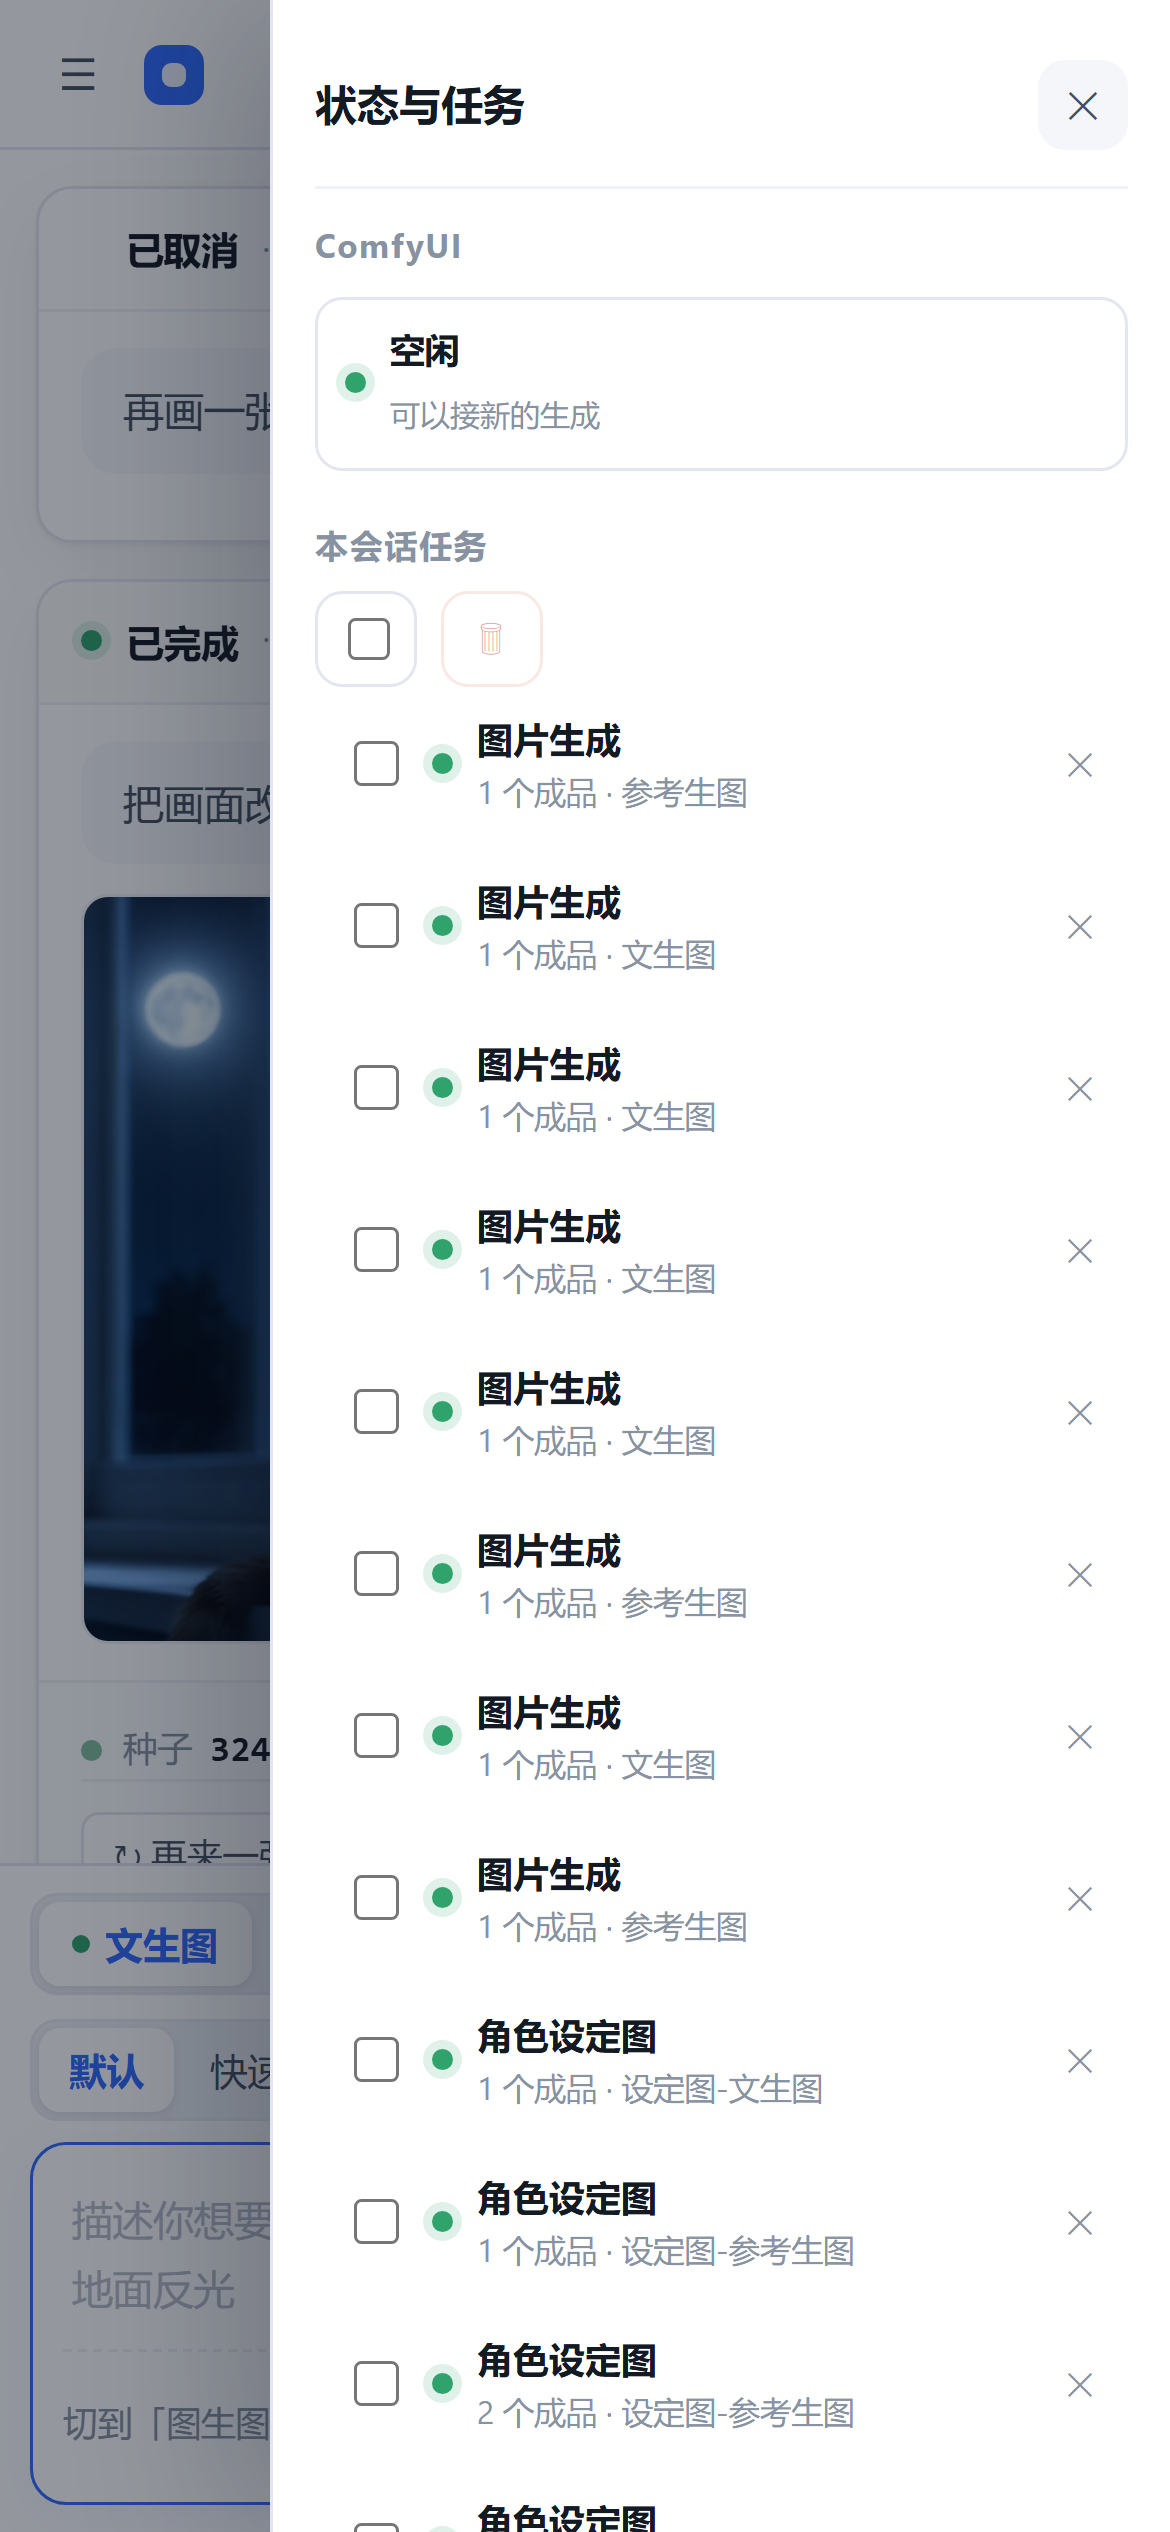 状态与任务
ComfyUI
空闲
可以接新的生成
本会话任务
图片生成
1 个成品 · 参考生图
图片生成
1 个成品 · 文生图
图片生成
1 个成品 · 文生图
图片生成
1 个成品 · 文生图
图片生成
1 个成品 · 文生图
图片生成
1 个成品 · 参考生图
图片生成
1 个成品 · 文生图
图片生成
1 个成品 · 参考生图
角色设定图
1 个成品 · 设定图-文生图
角色设定图
1 个成品 · 设定图-参考生图
角色设定图
2 个成品 · 设定图-参考生图
角色设定图
已取消 ·
再画一张
已完成 ·
把画面改
种子 324
再来一张
文生图
默认 快速
描述你想要
地面反光
切到「图生图